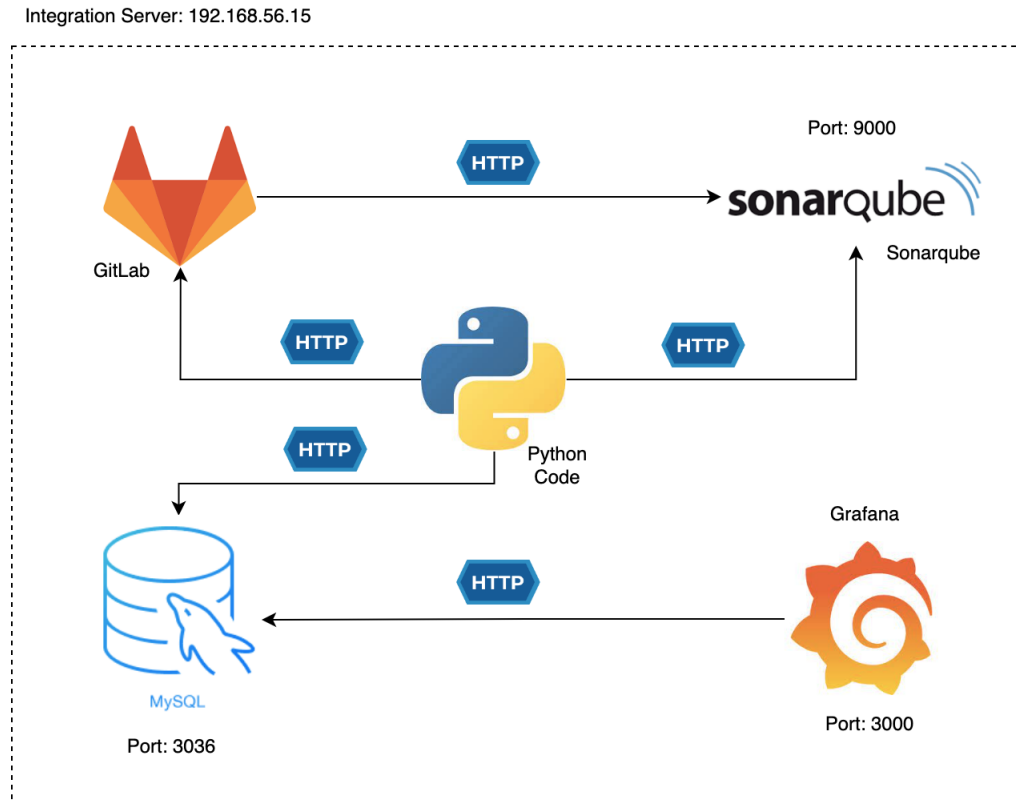 Integration Server: 192.168.56.15
HTTP
Port: 9000
sonarqube
GitLab
Sonarqube
HTTP
HTTP
HTTP
Python
Code
Grafana
HTTP
MySQL
Port: 3036
Port: 3000